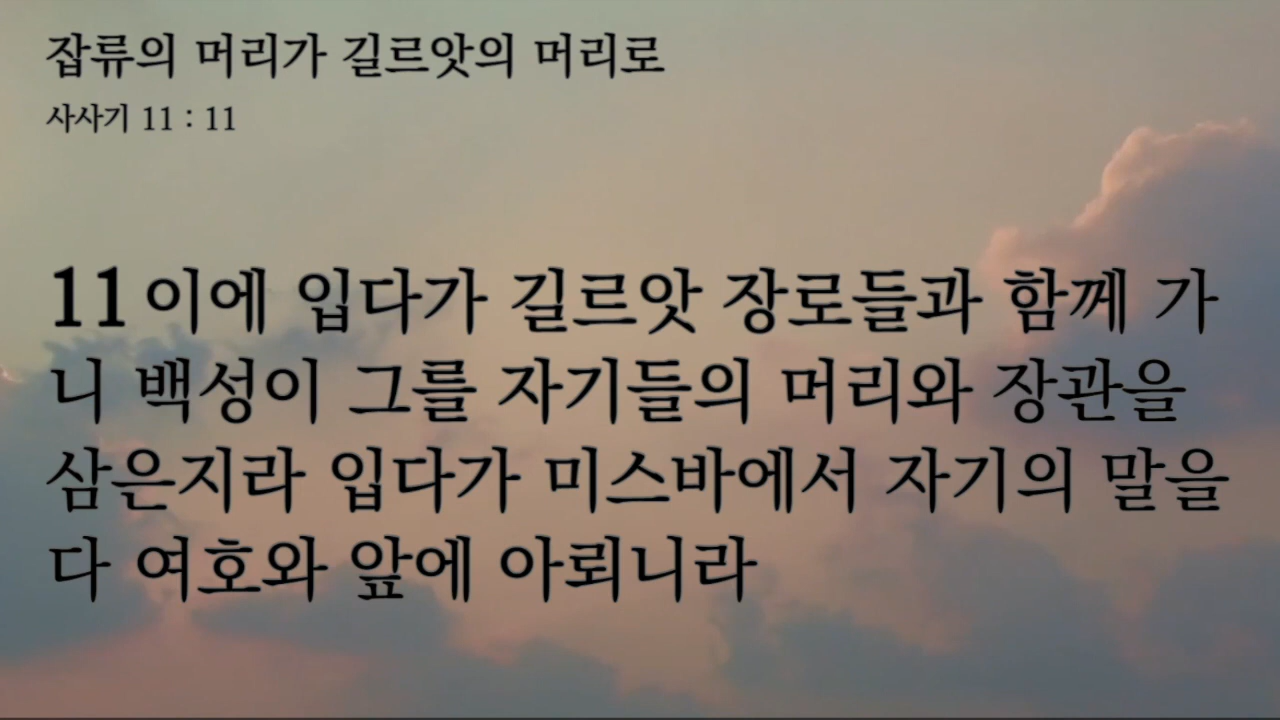 잡류의 머리가 길르앗의 머리로
사사기 11 : 11
11 이에 입다가 길르앗 장로들과 함께 가
니 백성이 그를 자기들의 머리와 장관을
삼은지라 입다가 미스바에서 자기의 말을
다 여호와 앞에 아뢰니라